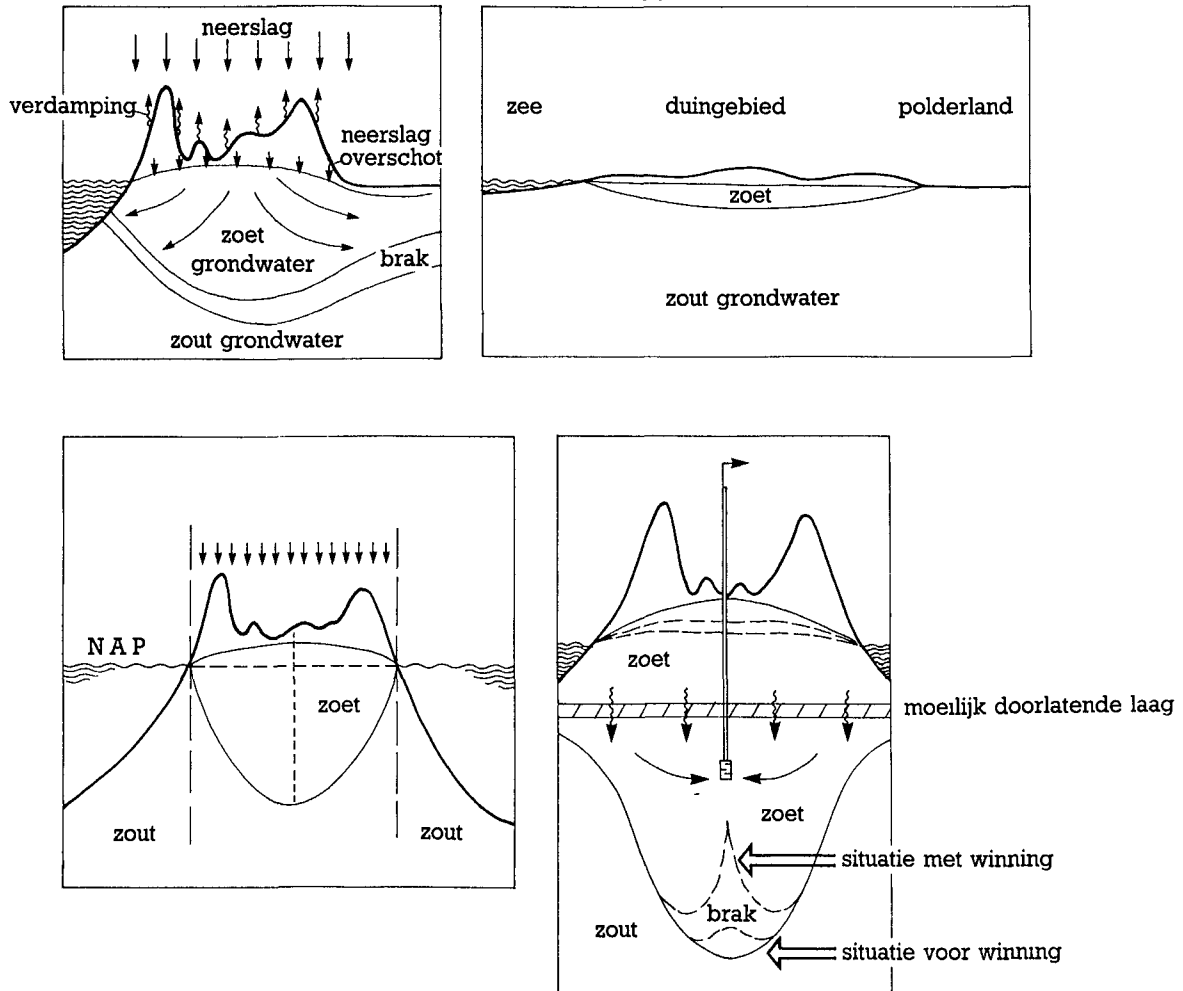 neerslag
verdamping
neerslag
overschot
zoet
grondwater
brak
zout grondwater
zee duingebied polderland
zoet
zout grondwater
NAP
zoet
zout zout
zoet
moeilijk doorlatende laag
zoet
situatie met winning
brak
zout
situatie voor winning